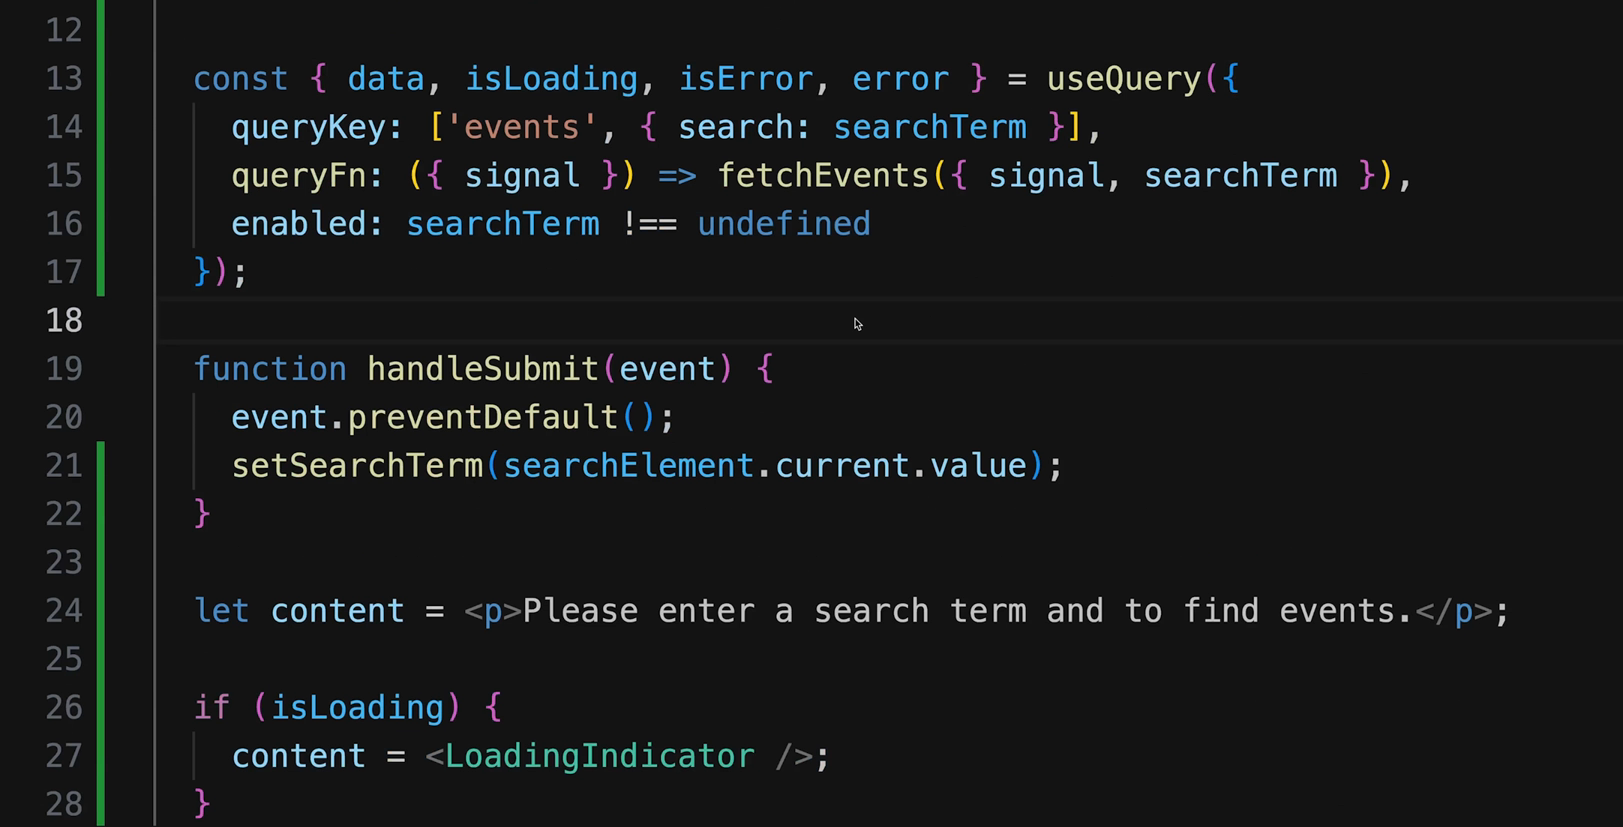 12
13 const { data, isLoading, isError, error } = useQuery({
14 queryKey: ['events', { search: searchTerm }],
15 queryFn: ({ signal }) => fetchEvents({ signal, searchTerm }),
16 enabled: searchTerm !== undefined
17 });
18
19 function handleSubmit(event) {
20 event.preventDefault();
21 setSearchTerm(searchElement.current.value);
22 }
23
24 let content = <p>Please enter a search term and to find events.</p>;
25
26 if (isLoading) {
27 content = <LoadingIndicator />;
28 }